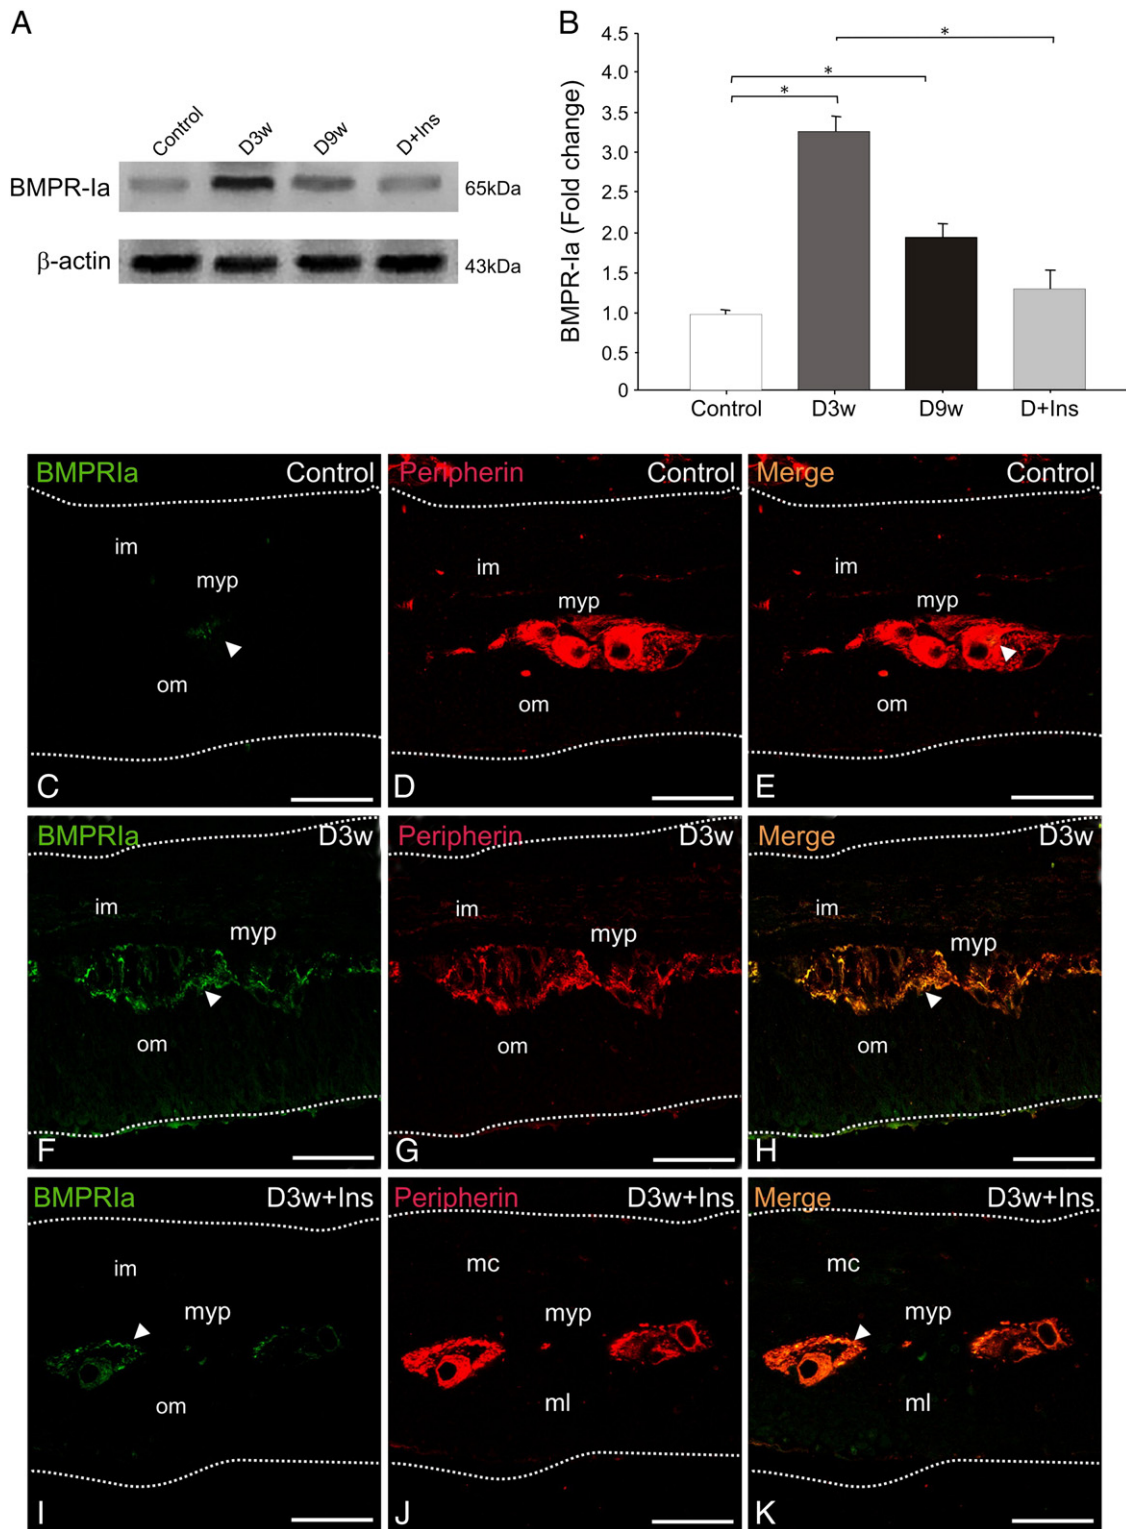 A
Control D3w D9w D+Ins
BMPR-Ia 65kDa
β-actin 43kDa
B
BMPR-Ia (Fold change)
4.5
4.0
3.5
3.0
2.5
2.0
1.5
1.0
0.5
0
* * *
Control D3w D9w D+Ins
BMPRIa Control
im
myp
om
C
Peripherin Control
im
myp
om
D
Merge Control
im
myp
om
E
BMPRIa D3w
im
myp
om
F
Peripherin D3w
im
myp
om
G
Merge D3w
im
myp
om
H
BMPRIa D3w+Ins
im
myp
om
I
Peripherin D3w+Ins
mc
myp
ml
J
Merge D3w+Ins
mc
myp
ml
K